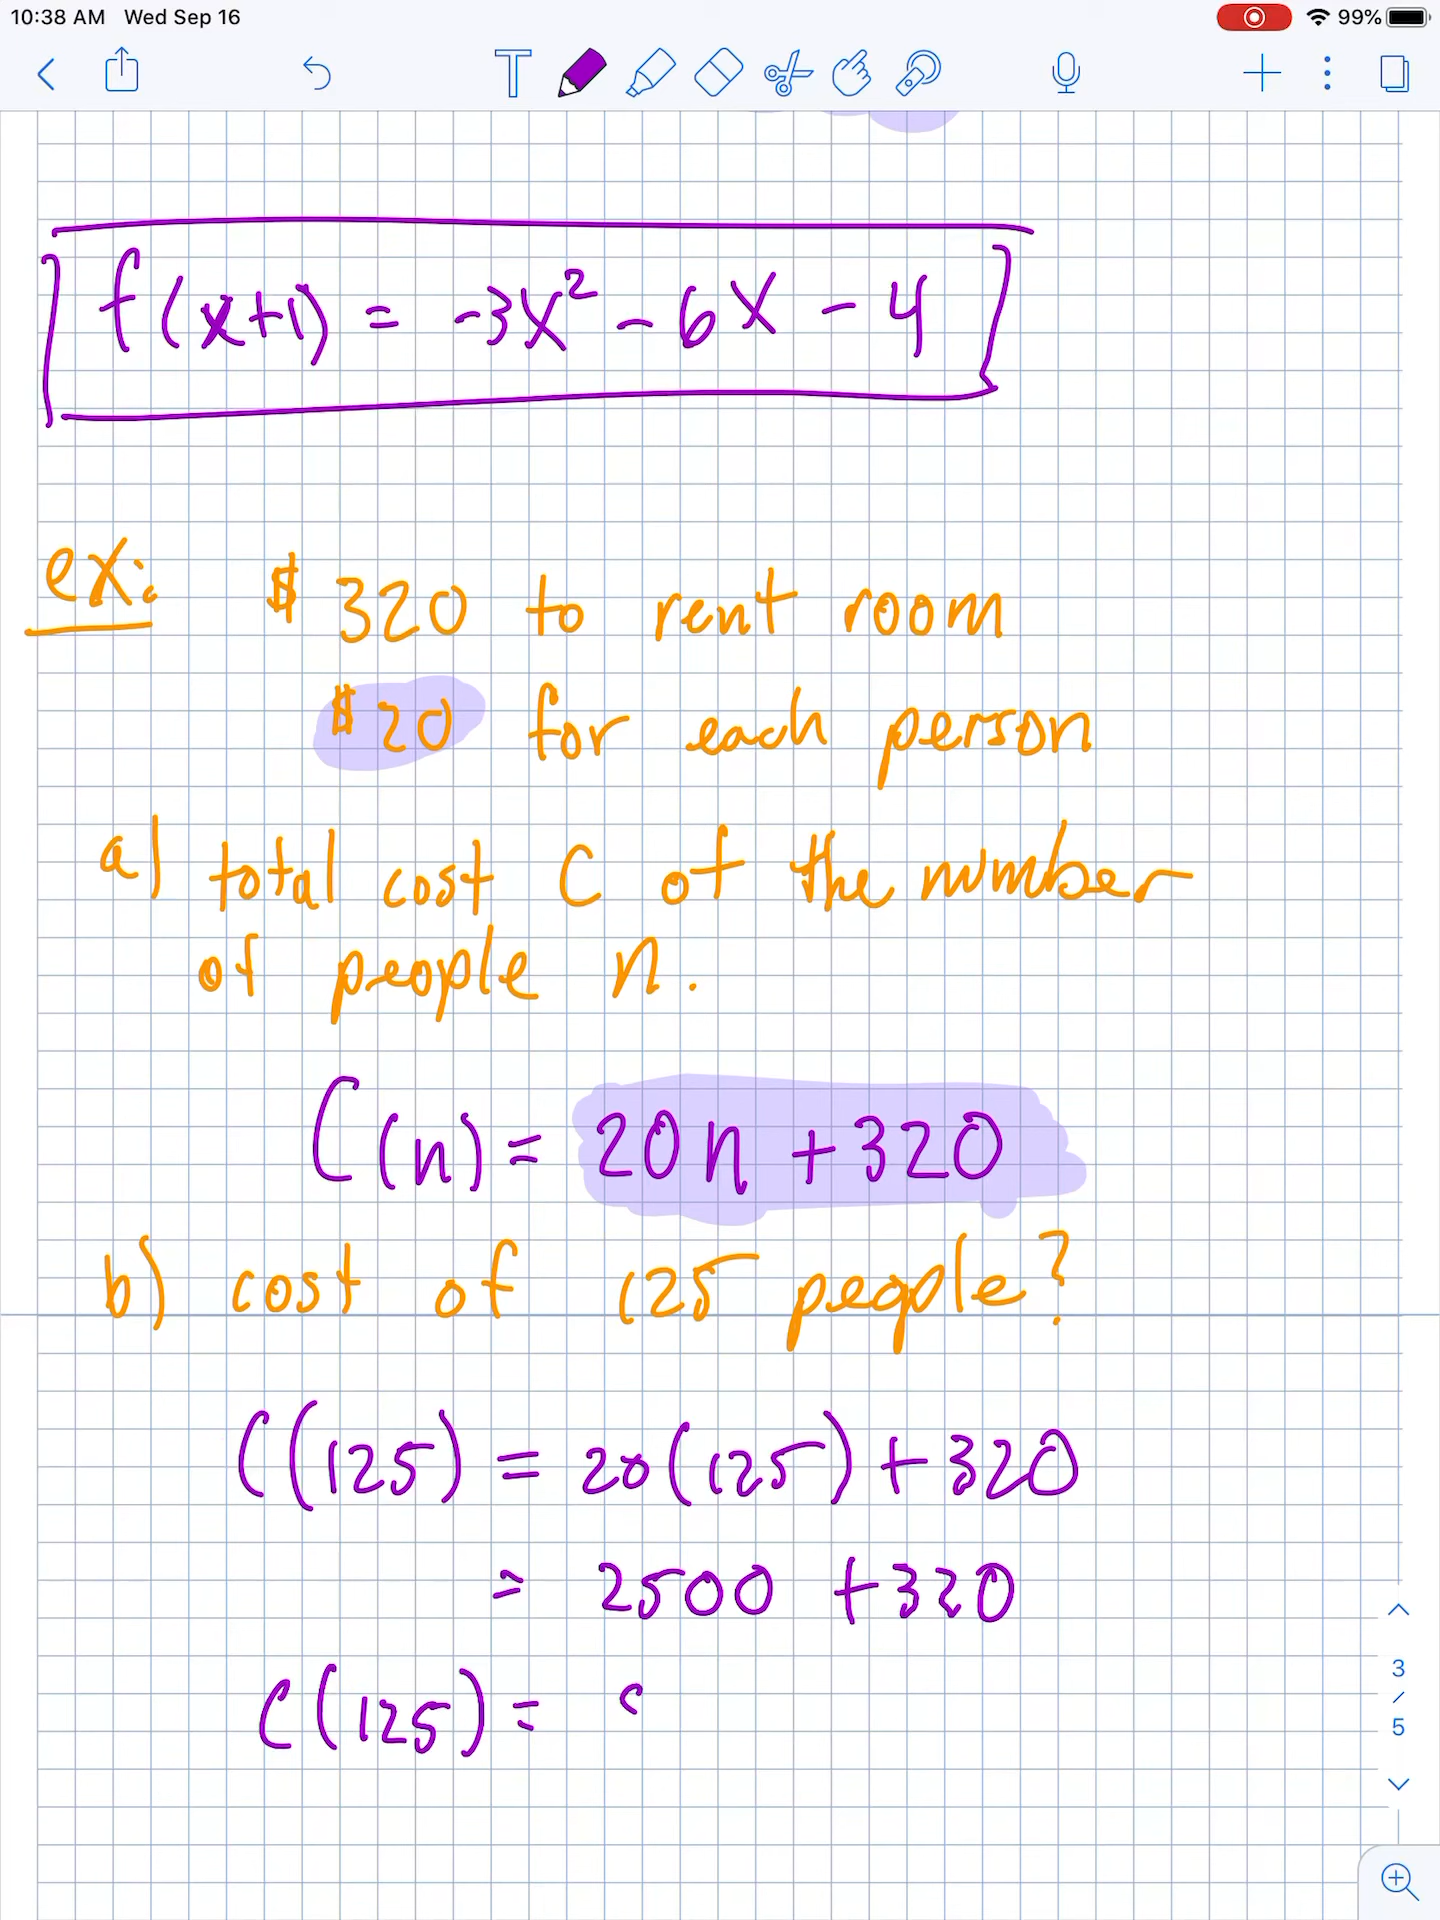 10:38 AM Wed Sep 16
99%
T
f(x+1) = -3x² - 6x - 4
ex: $320 to rent room
$20 for each person
a) total cost C of the number
of people n.
C(n) = 20n + 320
b) cost of 125 people?
C(125) = 20(125) + 320
= 2500 + 320
C(125) =
3
/
5